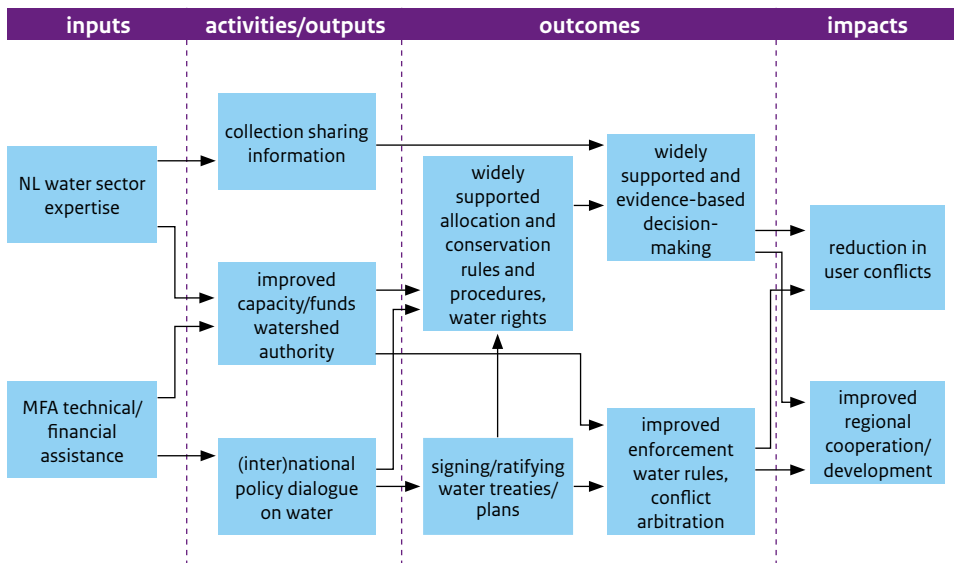 inputs
activities/outputs
outcomes
impacts
NL water sector
expertise
MFA technical/
financial
assistance
collection sharing
information
improved
capacity/funds
watershed
authority
(inter)national
policy dialogue
on water
widely
supported
allocation and
conservation
rules and
procedures,
water rights
signing/ratifying
water treaties/
plans
widely
supported and
evidence-based
decision-
making
improved
enforcement
water rules,
conflict
arbitration
reduction in
user conflicts
improved
regional
cooperation/
development